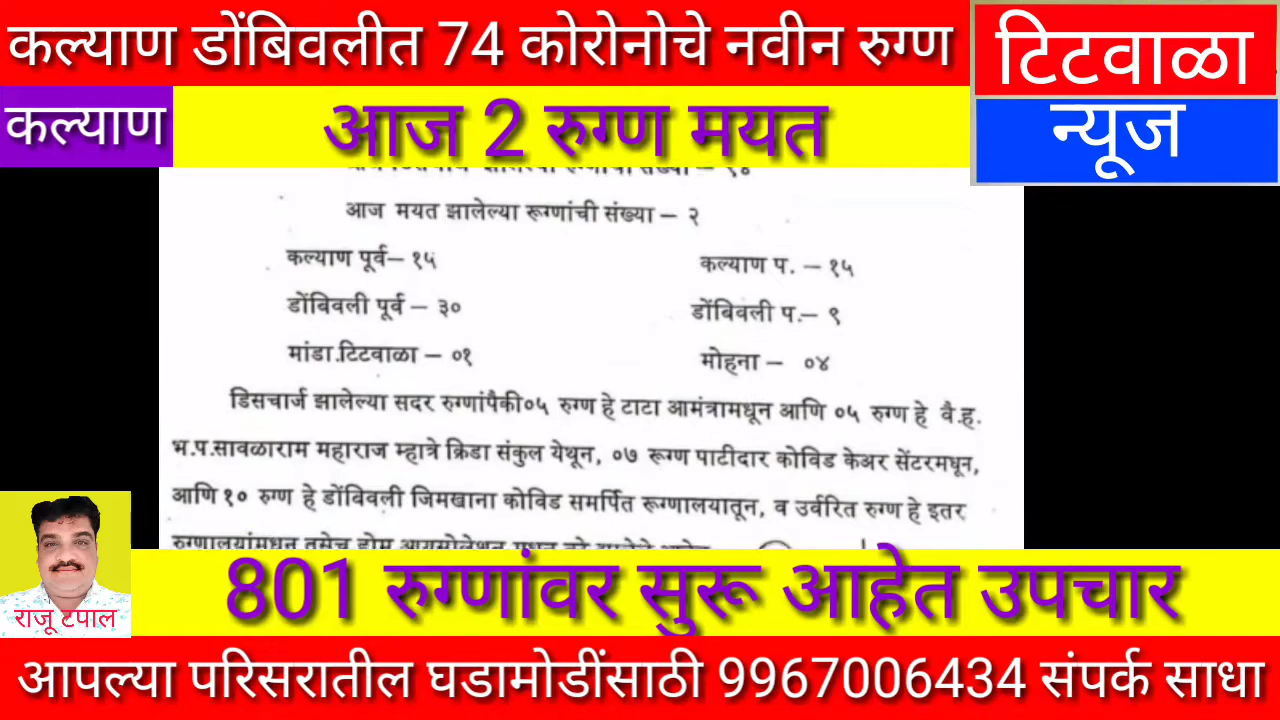 कल्याण डोंबिवलीत 74 कोरोनोचे नवीन रुग्ण
टिटवाळा
न्यूज
कल्याण
आज 2 रुग्ण मयत
आज मयत झालेल्या रूग्णांची संख्या – २
कल्याण पूर्व– १५ कल्याण प. – १५
डोंबिवली पूर्व – ३० डोंबिवली प.– ९
मांडा.टिटवाळा – ०१ मोहना – ०४
डिसचार्ज झालेल्या सदर रुग्णांपैकी०५ रुग्ण हे टाटा आमंत्रामधून आणि ०५ रुग्ण हे वै.ह.
भ.प.सावळाराम महाराज म्हात्रे क्रिडा संकुल येथून, ०७ रूग्ण पाटीदार कोविड केअर सेंटरमधून,
आणि १० रुग्ण हे डोंबिवली जिमखाना कोविड समर्पित रूग्णालयातून, व उर्वरित रुग्ण हे इतर
राजू टपाल
801 रुग्णांवर सुरू आहेत उपचार
आपल्या परिसरातील घडामोडींसाठी 9967006434 संपर्क साधा